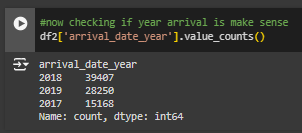 #now checking if year arrival is make sense
df2['arrival_date_year'].value_counts()
arrival_date_year
2018 39407
2019 28250
2017 15168
Name: count, dtype: int64